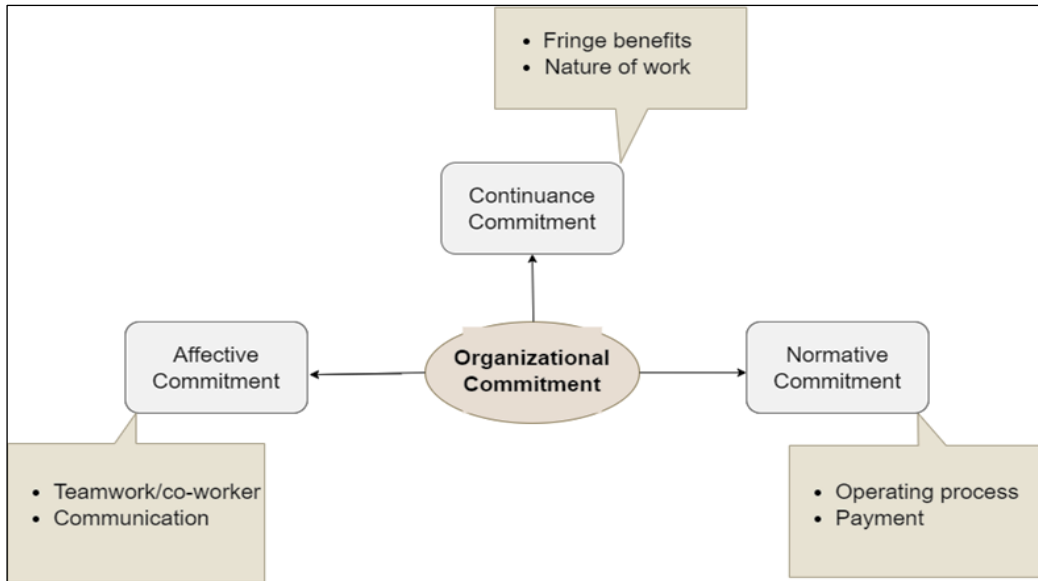 • Fringe benefits
• Nature of work
Continuance
Commitment
Affective
Commitment
Organizational
Commitment
Normative
Commitment
• Teamwork/co-worker
• Communication
• Operating process
• Payment